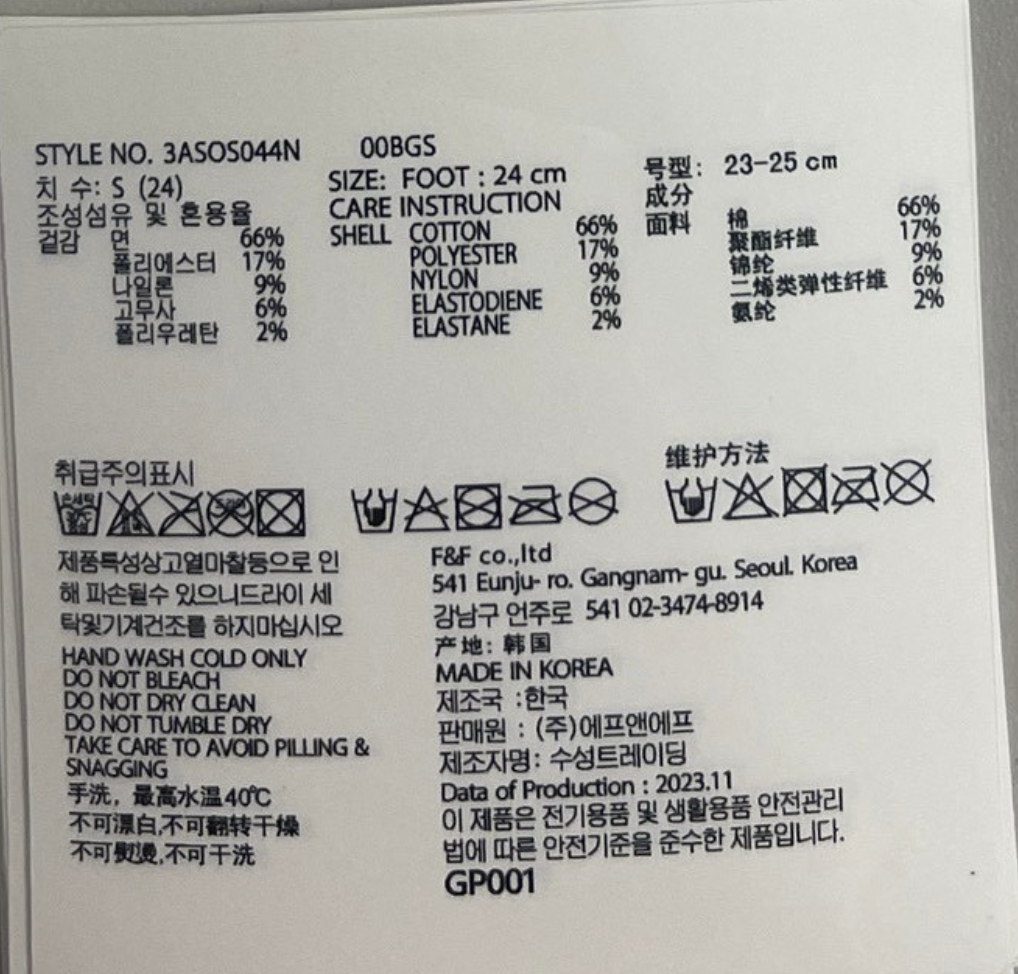 STYLE NO. 3ASOS044N 00BGS
치 수: S (24)
조성섬유 및 혼용율
겉감 면 66%
폴리에스터 17%
나일론 9%
고무사 6%
폴리우레탄 2%
SIZE: FOOT : 24 cm
CARE INSTRUCTION
SHELL COTTON 66%
POLYESTER 17%
NYLON 9%
ELASTODIENE 6%
ELASTANE 2%
号型: 23-25 cm
成分
面料 棉 66%
聚酯纤维 17%
锦纶 9%
二烯类弹性纤维 6%
氨纶 2%
취급주의표시
손세탁
드라이
维护方法
제품특성상고열마찰등으로 인
해 파손될수 있으니드라이 세
탁및기계건조를 하지마십시오
HAND WASH COLD ONLY
DO NOT BLEACH
DO NOT DRY CLEAN
DO NOT TUMBLE DRY
TAKE CARE TO AVOID PILLING &
SNAGGING
手洗，最高水温40℃
不可漂白,不可翻转干燥
不可熨烫,不可干洗
F&F co.,ltd
541 Eunju- ro. Gangnam- gu. Seoul. Korea
강남구 언주로 541 02-3474-8914
产地: 韩国
MADE IN KOREA
제조국 :한국
판매원 : (주)에프앤에프
제조자명: 수성트레이딩
Data of Production : 2023.11
이 제품은 전기용품 및 생활용품 안전관리
법에 따른 안전기준을 준수한 제품입니다.
GP001